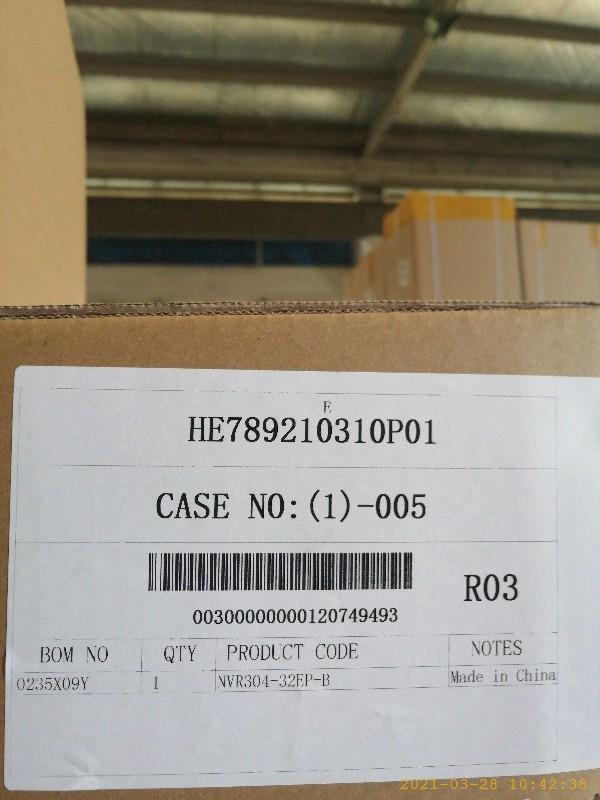 E
HE789210310P01
CASE NO:(1)-005
R03
00300000000120749493
BOM NO QTY PRODUCT CODE NOTES
0235X09Y 1 NVR304-32EP-B Made in China
2021-03-28 10:42:38